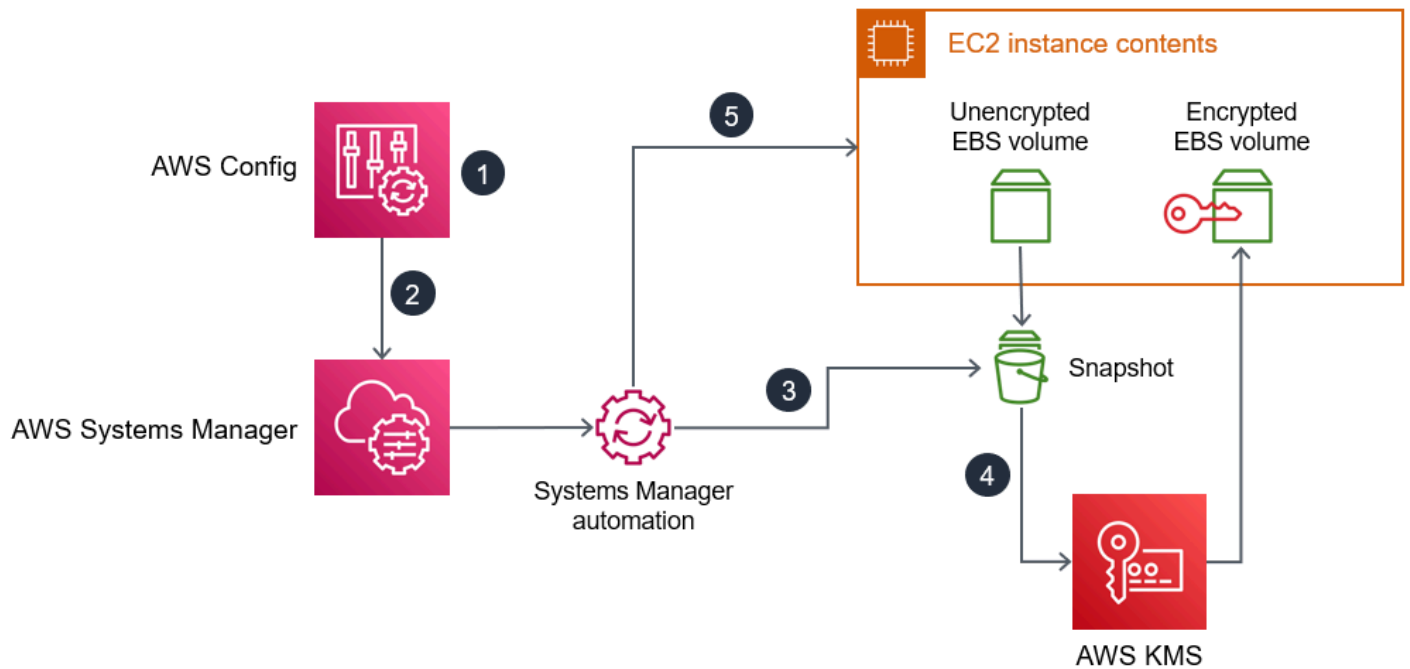 EC2 instance contents
5
Unencrypted
EBS volume
Encrypted
EBS volume
AWS Config
1
2
3
Snapshot
AWS Systems Manager
4
Systems Manager
automation
AWS KMS